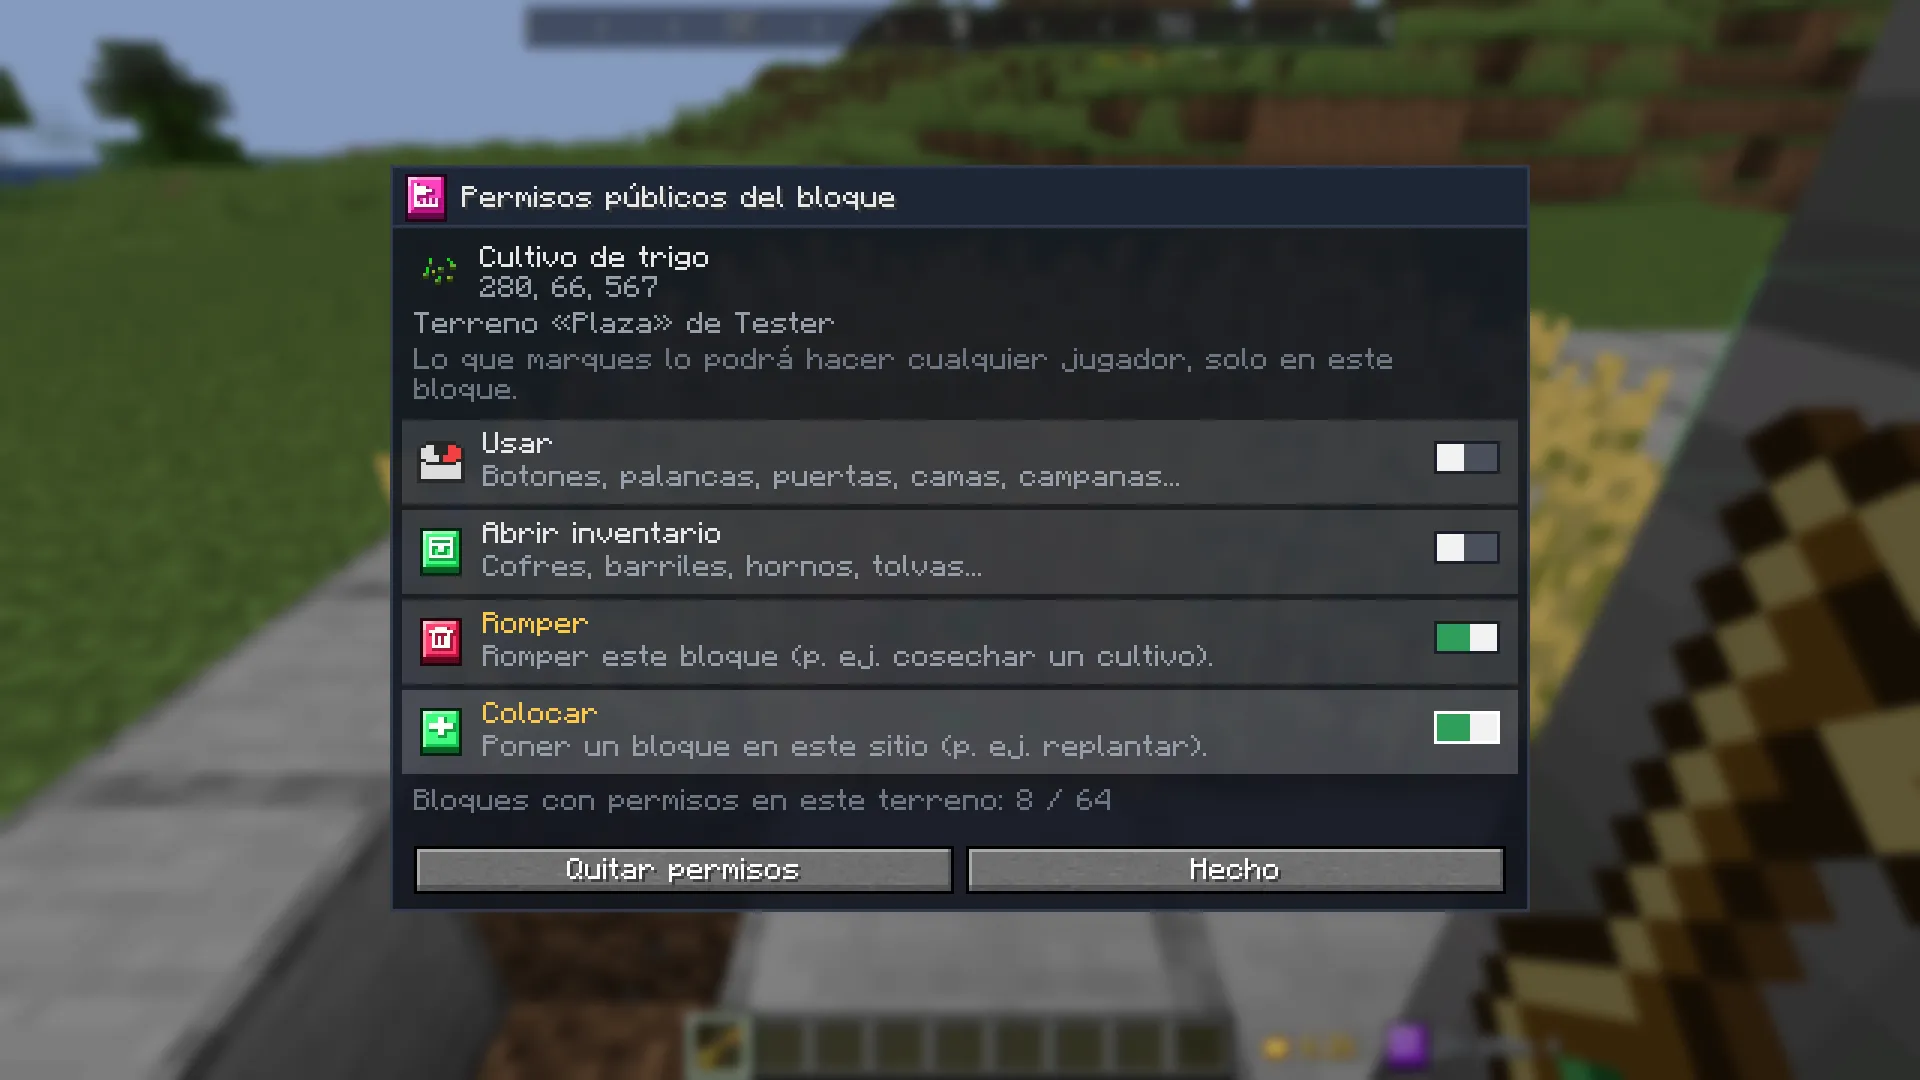 Permisos públicos del bloque
Cultivo de trigo
280, 66, 567
Terreno «Plaza» de Tester
Lo que marques lo podrá hacer cualquier jugador, solo en este
bloque.
Usar
Botones, palancas, puertas, camas, campanas...
Abrir inventario
Cofres, barriles, hornos, tolvas...
Romper
Romper este bloque (p. ej. cosechar un cultivo).
Colocar
Poner un bloque en este sitio (p. ej. replantar).
Bloques con permisos en este terreno: 8 / 64
Quitar permisos
Hecho